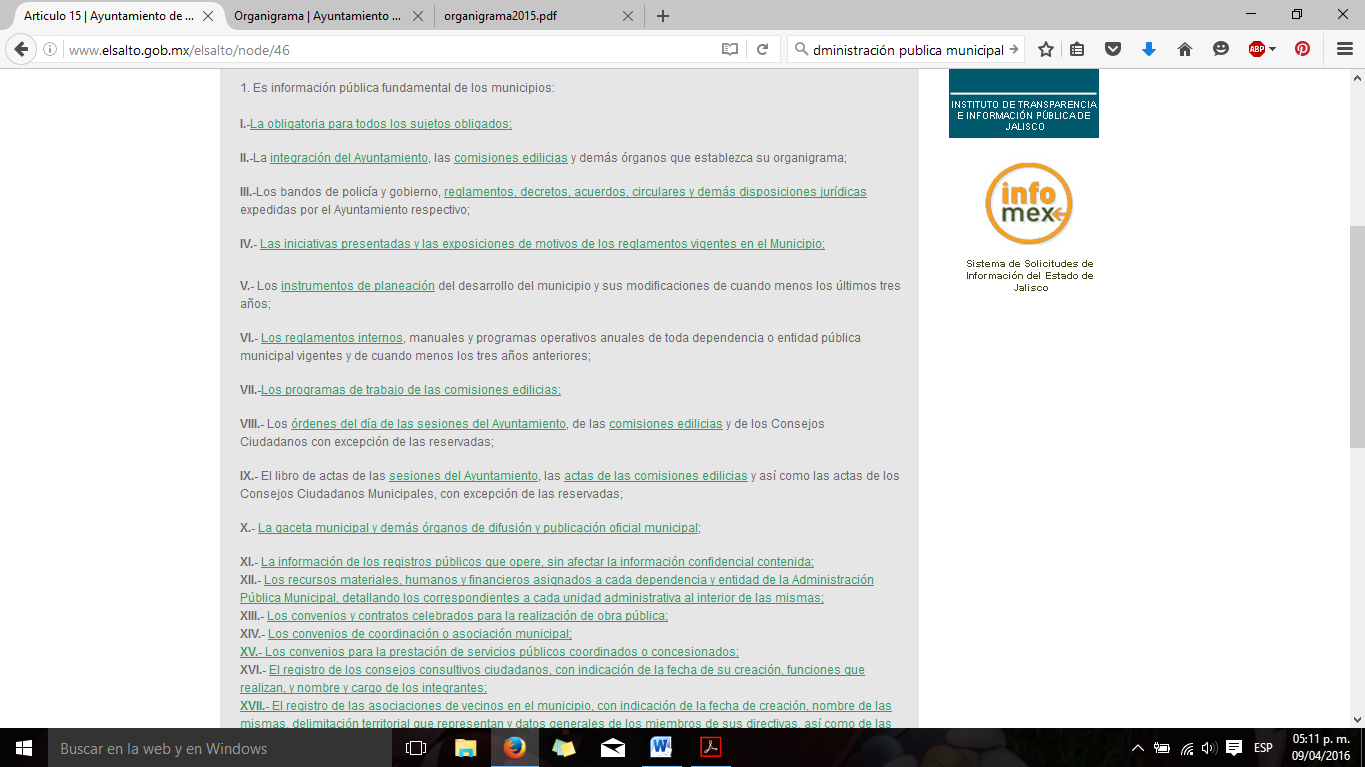 Articulo 15 | Ayuntamiento de ...
Organigrama | Ayuntamiento ...
organigrama2015.pdf
www.elsalto.gob.mx/elsalto/node/46
dministración publica municipal
ABP
1. Es información pública fundamental de los municipios:
I.-La obligatoria para todos los sujetos obligados;
II.-La integración del Ayuntamiento, las comisiones edilicias y demás órganos que establezca su organigrama;
III.-Los bandos de policía y gobierno, reglamentos, decretos, acuerdos, circulares y demás disposiciones jurídicas
expedidas por el Ayuntamiento respectivo;
IV.- Las iniciativas presentadas y las exposiciones de motivos de los reglamentos vigentes en el Municipio;
V.- Los instrumentos de planeación del desarrollo del municipio y sus modificaciones de cuando menos los últimos tres
años;
VI.- Los reglamentos internos, manuales y programas operativos anuales de toda dependencia o entidad pública
municipal vigentes y de cuando menos los tres años anteriores;
VII.-Los programas de trabajo de las comisiones edilicias;
VIII.- Los órdenes del día de las sesiones del Ayuntamiento, de las comisiones edilicias y de los Consejos
Ciudadanos con excepción de las reservadas;
IX.- El libro de actas de las sesiones del Ayuntamiento, las actas de las comisiones edilicias y así como las actas de los
Consejos Ciudadanos Municipales, con excepción de las reservadas;
X.- La gaceta municipal y demás órganos de difusión y publicación oficial municipal;
XI.- La información de los registros públicos que opere, sin afectar la información confidencial contenida;
XII.- Los recursos materiales, humanos y financieros asignados a cada dependencia y entidad de la Administración
Pública Municipal, detallando los correspondientes a cada unidad administrativa al interior de las mismas;
XIII.- Los convenios y contratos celebrados para la realización de obra pública;
XIV.- Los convenios de coordinación o asociación municipal;
XV.- Los convenios para la prestación de servicios públicos coordinados o concesionados;
XVI.- El registro de los consejos consultivos ciudadanos, con indicación de la fecha de su creación, funciones que
realizan, y nombre y cargo de los integrantes;
XVII.- El registro de las asociaciones de vecinos en el municipio, con indicación de la fecha de creación, nombre de las
mismas, delimitación territorial que representan y datos generales de los miembros de sus directivas, así como de las
INSTITUTO DE TRANSPARENCIA
E INFORMACIÓN PÚBLICA DE
JALISCO
info
mex
Sistema de Solicitudes de
Información del Estado de
Jalisco
Buscar en la web y en Windows
ESP
05:11 p. m.
09/04/2016